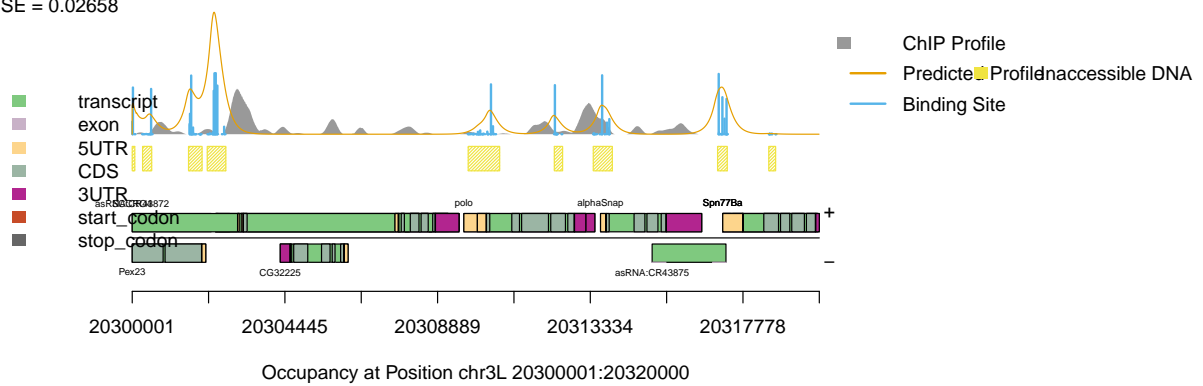 SE = 0.02658
ChIP Profile
Predicted Profile
Inaccessible DNA
Binding Site
transcript
exon
5UTR
CDS
3UTR
start_codon
stop_codon
polo
alphaSnap
Spn77Ba
+
Pex23
CG32225
asRNA:CR43875
−
20300001 20304445 20308889 20313334 20317778
Occupancy at Position chr3L 20300001:20320000